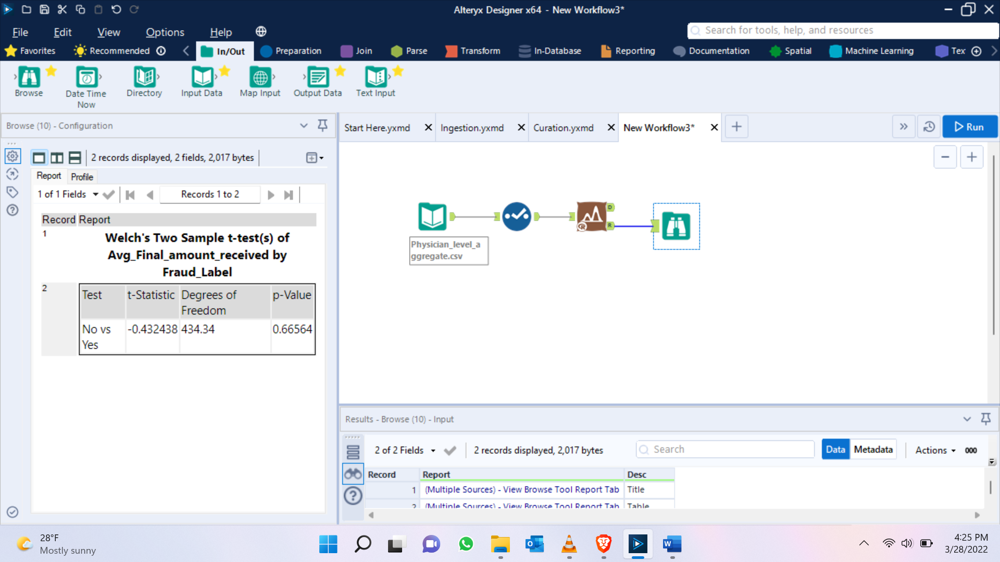 Alteryx Designer x64 - New Workflow3*
File Edit View Options Help
Search for tools, help, and resources
Favorites Recommended In/Out Preparation Join Parse Transform In-Database Reporting Documentation Spatial Machine Learning Tex
Browse
Date Time
Now
Directory
Input Data
Map Input
Output Data
Text Input
Browse (10) - Configuration
2 records displayed, 2 fields, 2,017 bytes
Report Profile
1 of 1 Fields
Records 1 to 2
Record Report
1
Welch's Two Sample t-test(s) of
Avg_Final_amount_received by
Fraud_Label
2
Test t-Statistic Degrees of
Freedom
p-Value
No vs
Yes
-0.432438 434.34 0.66564
Start Here.yxmd
Ingestion.yxmd
Curation.yxmd
New Workflow3*
Run
D
R
R
Physician_level_a
ggregate.csv
Results - Browse (10) - Input
2 of 2 Fields
2 records displayed, 2,017 bytes
Search
Data Metadata
Actions
000
Record Report Desc
1 (Multiple Sources) - View Browse Tool Report Tab Title
2 (Multiple Sources) - View Browse Tool Report Tab Table
28°F
Mostly sunny
4:25 PM
3/28/2022